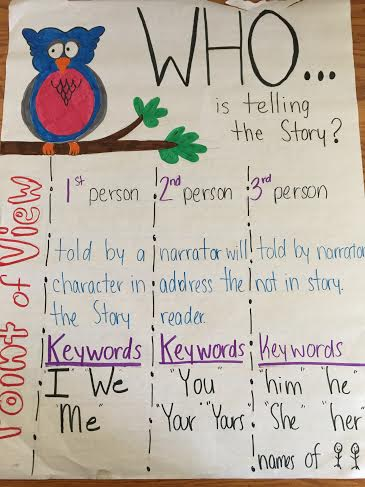 WHO...
is telling
the Story?
Point of View
1st person
told by a
character in
the Story
Keywords
I "We
"Me"
2nd person
narrator will
address the
reader.
Keywords
"You"
"Your" "Yours"
3rd person
told by narrator
not in story.
Keywords
"him" "he"
"She" "her"
names of